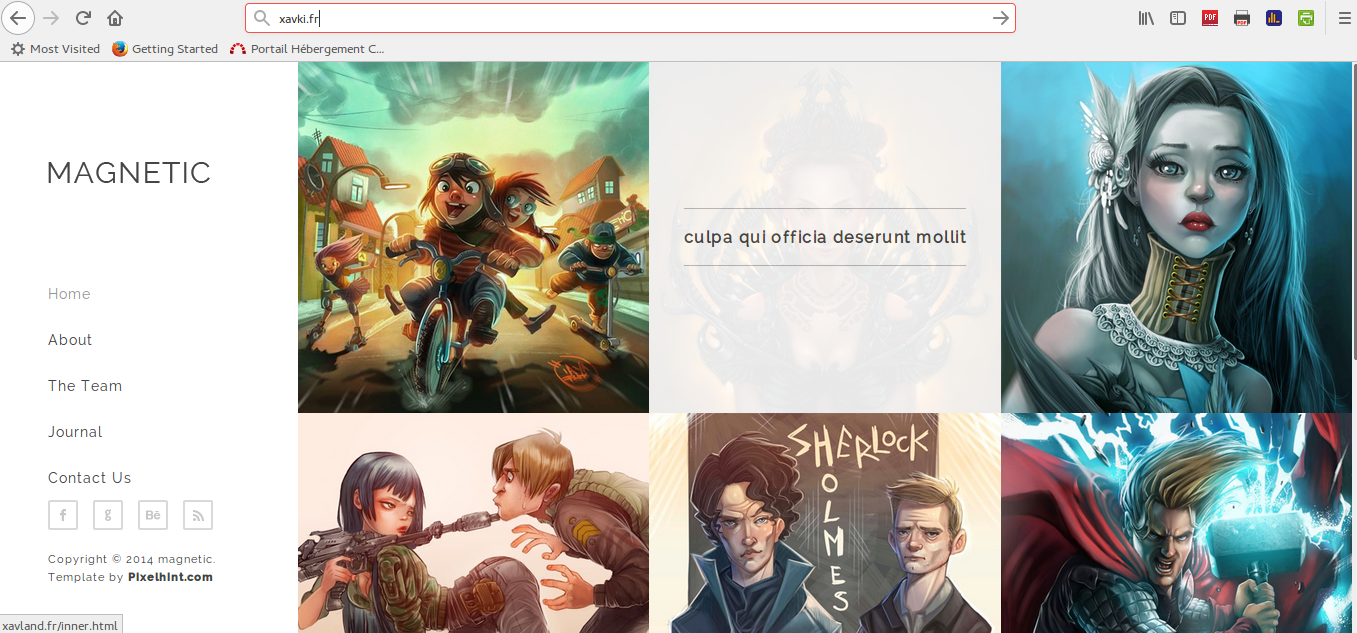 xavki.fr
Most Visited Getting Started Portail Hébergement C...
MAGNETIC
Home
About
The Team
Journal
Contact Us
Copyright © 2014 magnetic.
Template by Pixelhint.com
culpa qui officia deserunt mollit
SHERLOCK
HOLMES
PDF
Bē
xavland.fr/inner.html